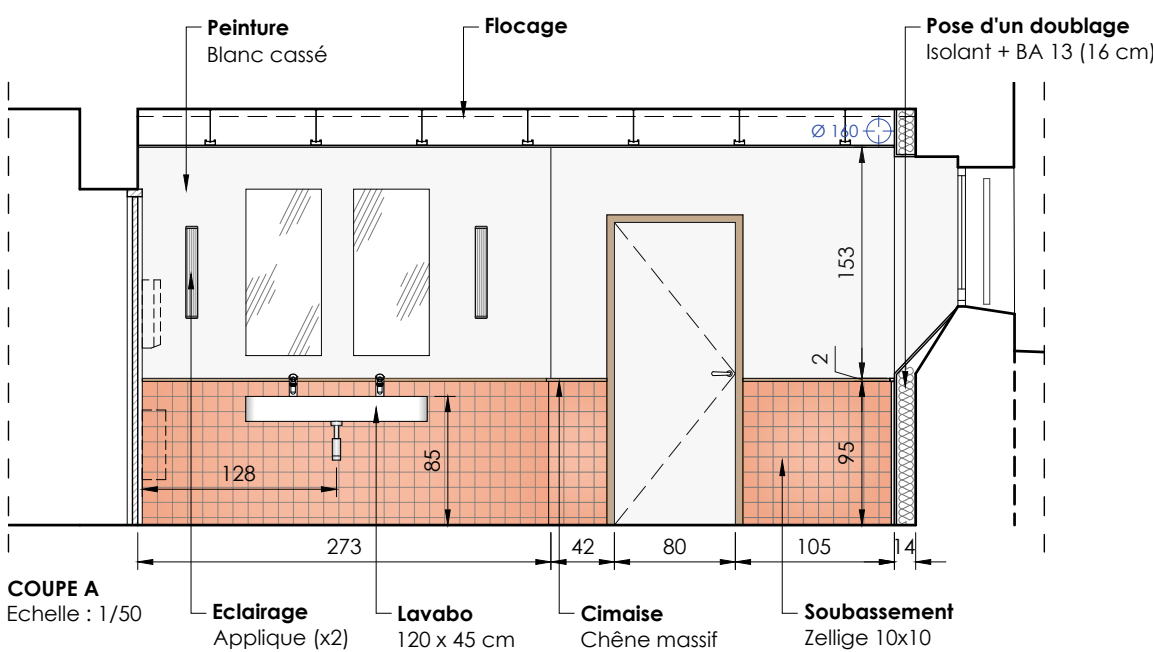 Peinture
Blanc cassé
Flocage
Pose d'un doublage
Isolant + BA 13 (16 cm)
Ø 160
153
2
95
85
128
273
42
80
105
14
COUPE A
Echelle : 1/50
Eclairage
Applique (x2)
Lavabo
120 x 45 cm
Cimaise
Chêne massif
Soubassement
Zellige 10x10